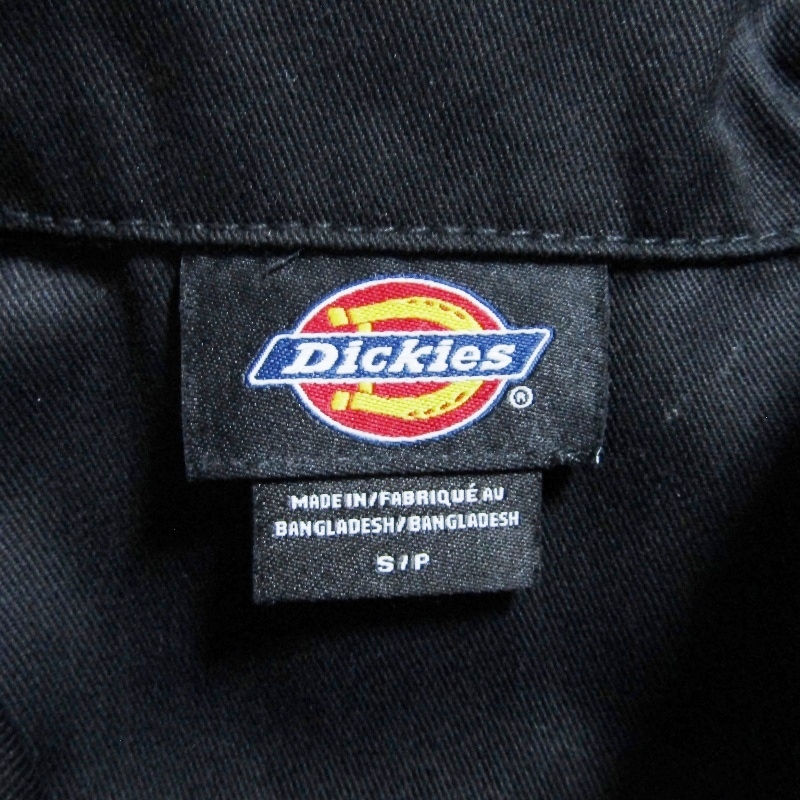 Dickies
®
MADE IN/FABRIQUÉ AU
BANGLADESH/BANGLADESH
S/P